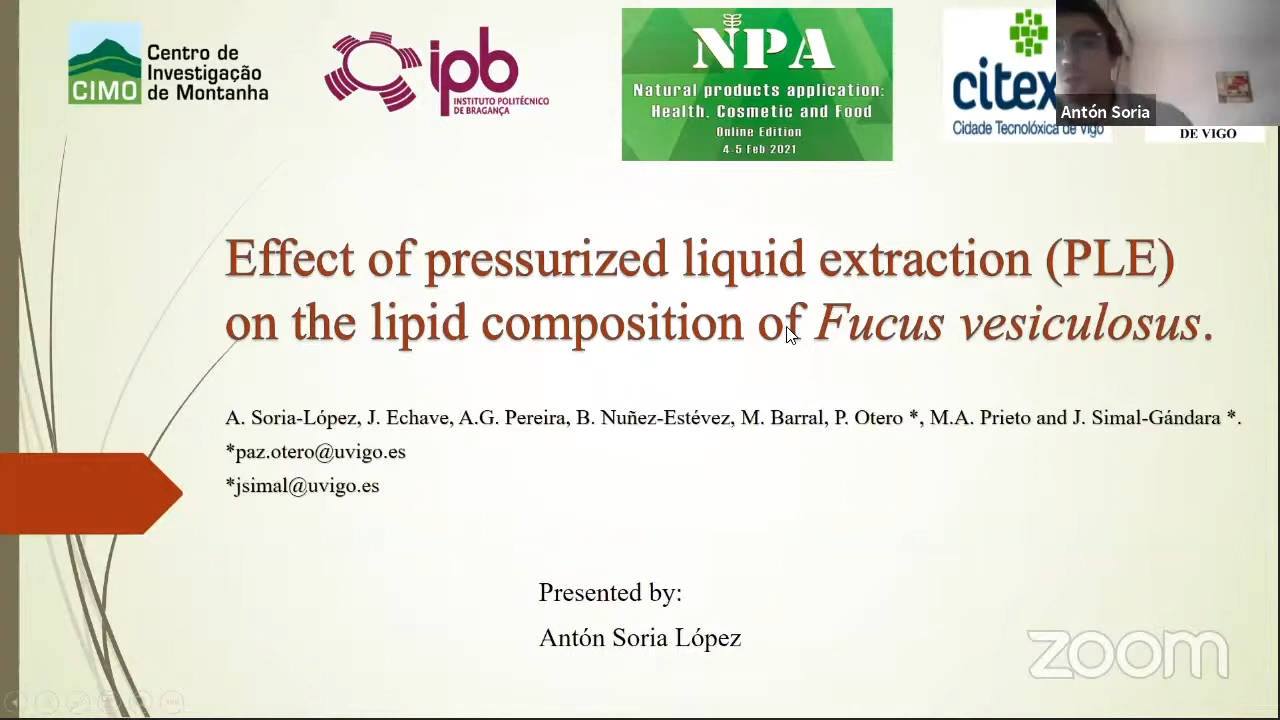 CIMO
Centro de
Investigação
de Montanha
ipb
INSTITUTO POLITÉCNICO
DE BRAGANÇA
NPA
Natural products application:
Health, Cosmetic and Food
Online Edition
4-5 Feb 2021
citex
Cidade Tecnolóxica de Vigo
Antón Soria
DE VIGO
Effect of pressurized liquid extraction (PLE)
on the lipid composition of Fucus vesiculosus.
A. Soria-López, J. Echave, A.G. Pereira, B. Nuñez-Estévez, M. Barral, P. Otero *, M.A. Prieto and J. Simal-Gándara *.
*paz.otero@uvigo.es
*jsimal@uvigo.es
Presented by:
Antón Soria López
zoom